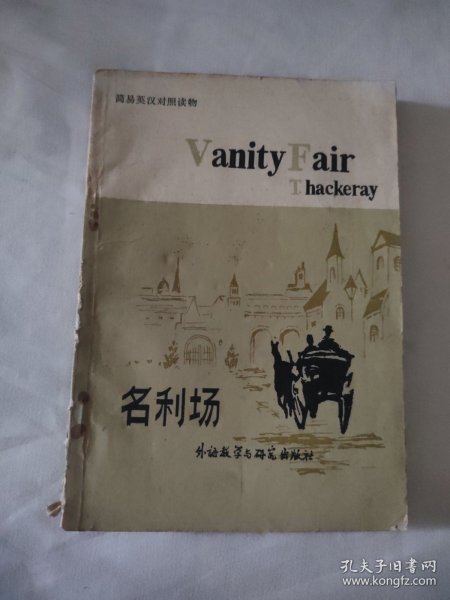 简易英汉对照读物
Vanity Fair
T.hackeray
名利场
外语教学与研究出版社
孔夫子旧书网
www.kongfz.com